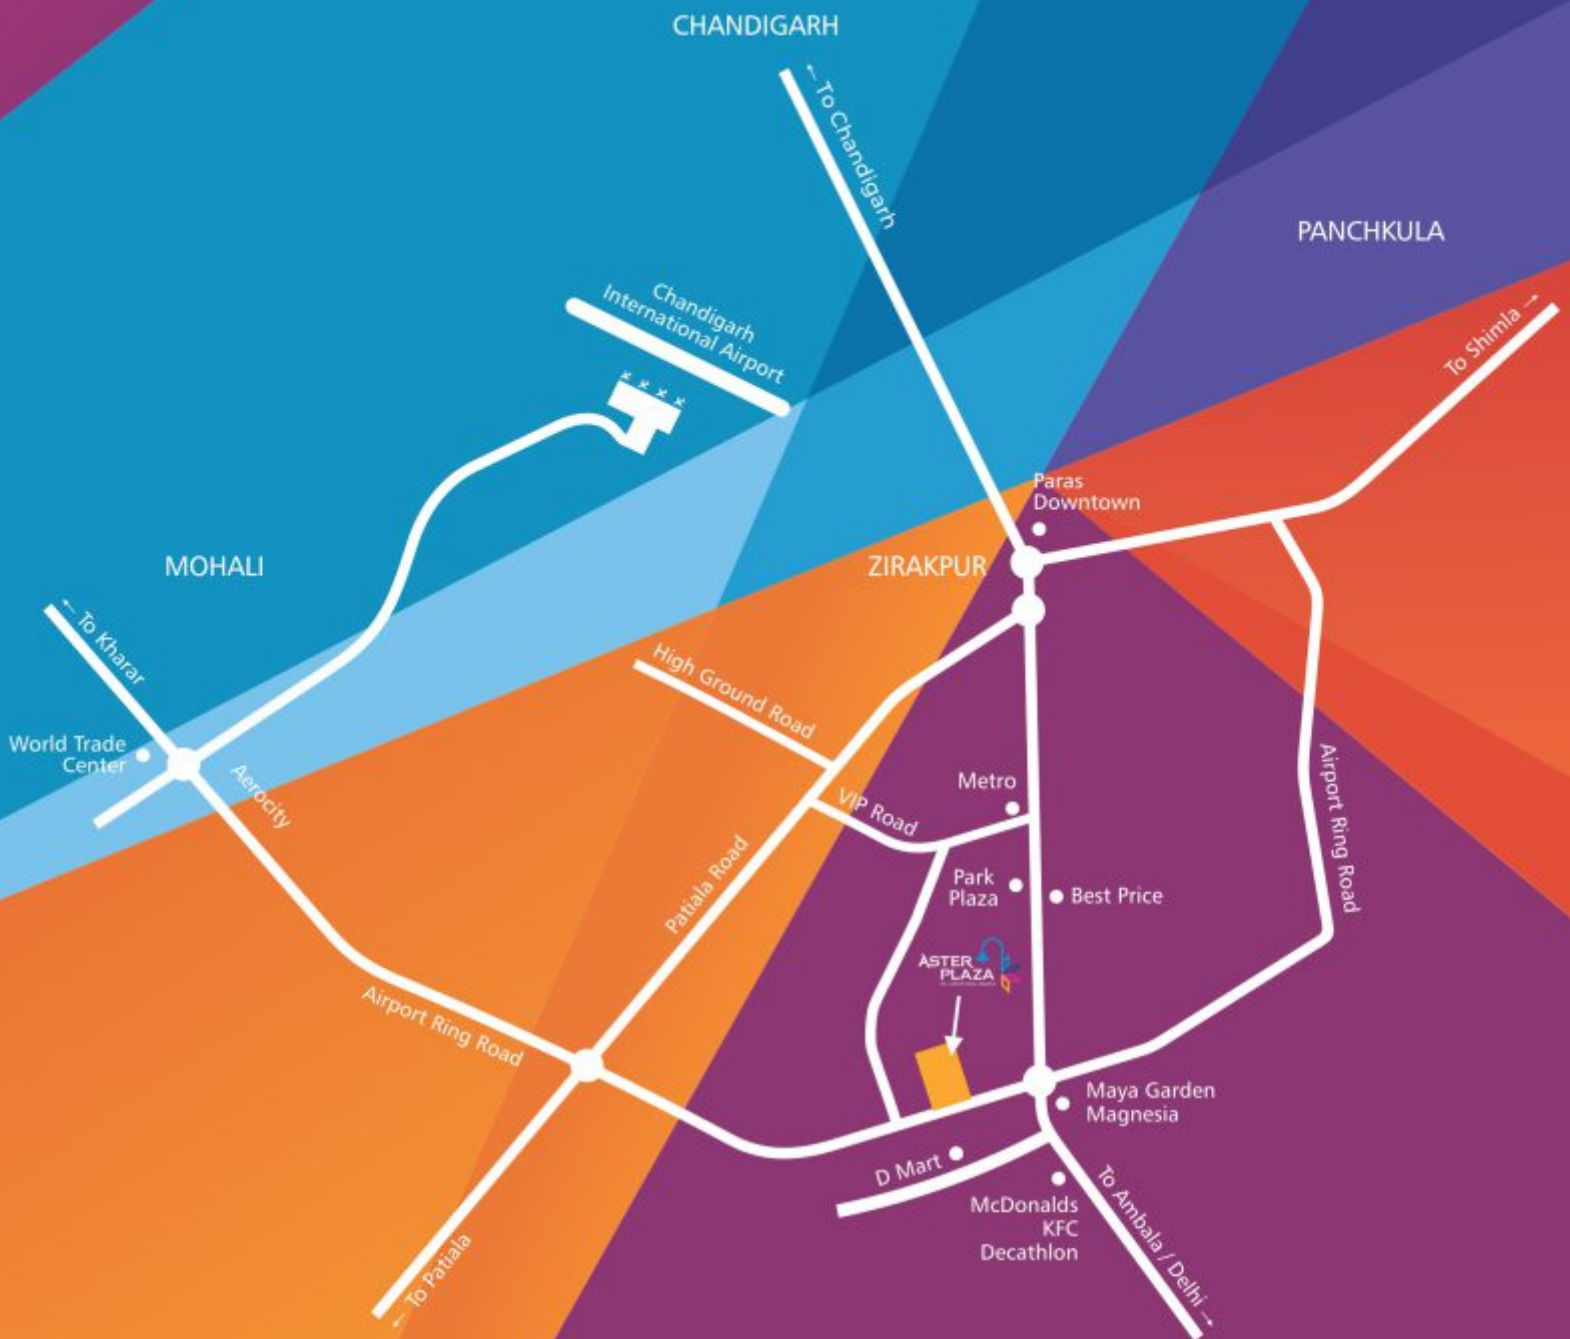 CHANDIGARH
← To Chandigarh
PANCHKULA
Chandigarh
International Airport
To Shimla →
Paras
Downtown
MOHALI
ZIRAKPUR
← To Kharar
High Ground Road
World Trade
Center
Aerocity
Metro
VIP Road
Airport Ring Road
Patiala Road
Park
Plaza
Best Price
ASTER
PLAZA
Airport Ring Road
Maya Garden
Magnesia
D Mart
McDonalds
KFC
Decathlon
To Ambala / Delhi →
← To Patiala